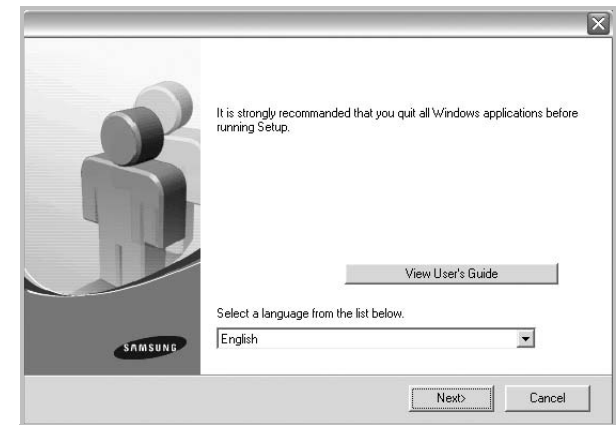 It is strongly recommanded that you quit all Windows applications before
running Setup.
View User's Guide
Select a language from the list below.
English
SAMSUNG
Next>
Cancel